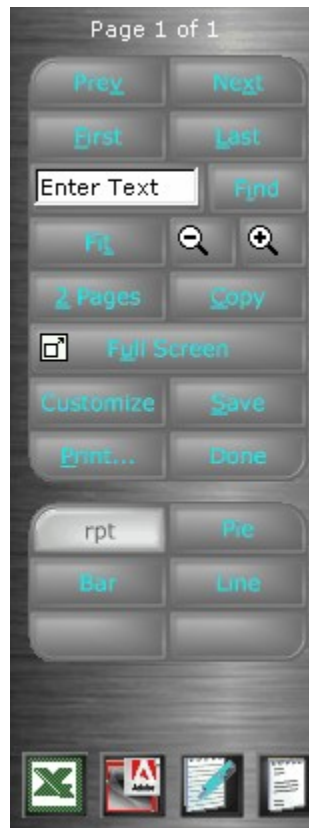 Page 1 of 1
Prev Next
First Last
Enter Text Find
Fit
2 Pages Copy
Full Screen
Customize Save
Print... Done
rpt Pie
Bar Line
Adobe